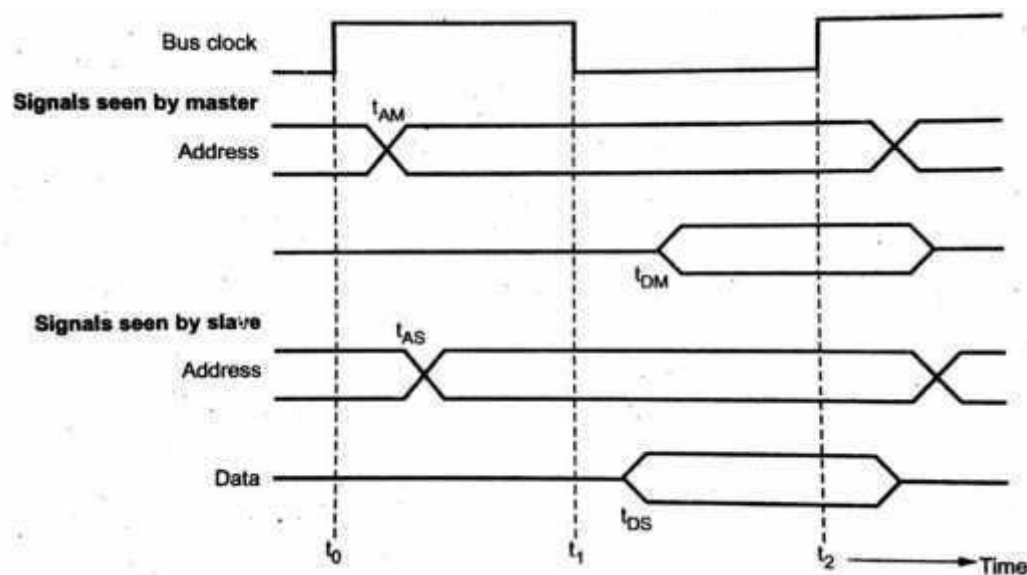 Bus clock
Signals seen by master
t_AM
Address
t_DM
Signals seen by slave
t_AS
Address
Data
t_DS
t_0 t_1 t_2 Time